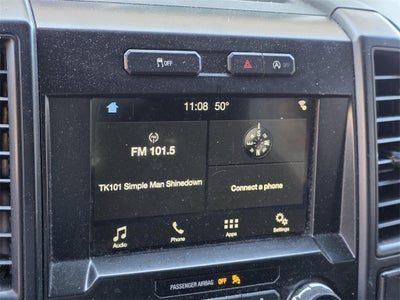 OFF
OFF
11:08 50°
FM 101.5
TK101 Simple Man Shinedown
Connect a phone
Audio
Phone
Apps
Settings
PASSENGER AIRBAG OFF